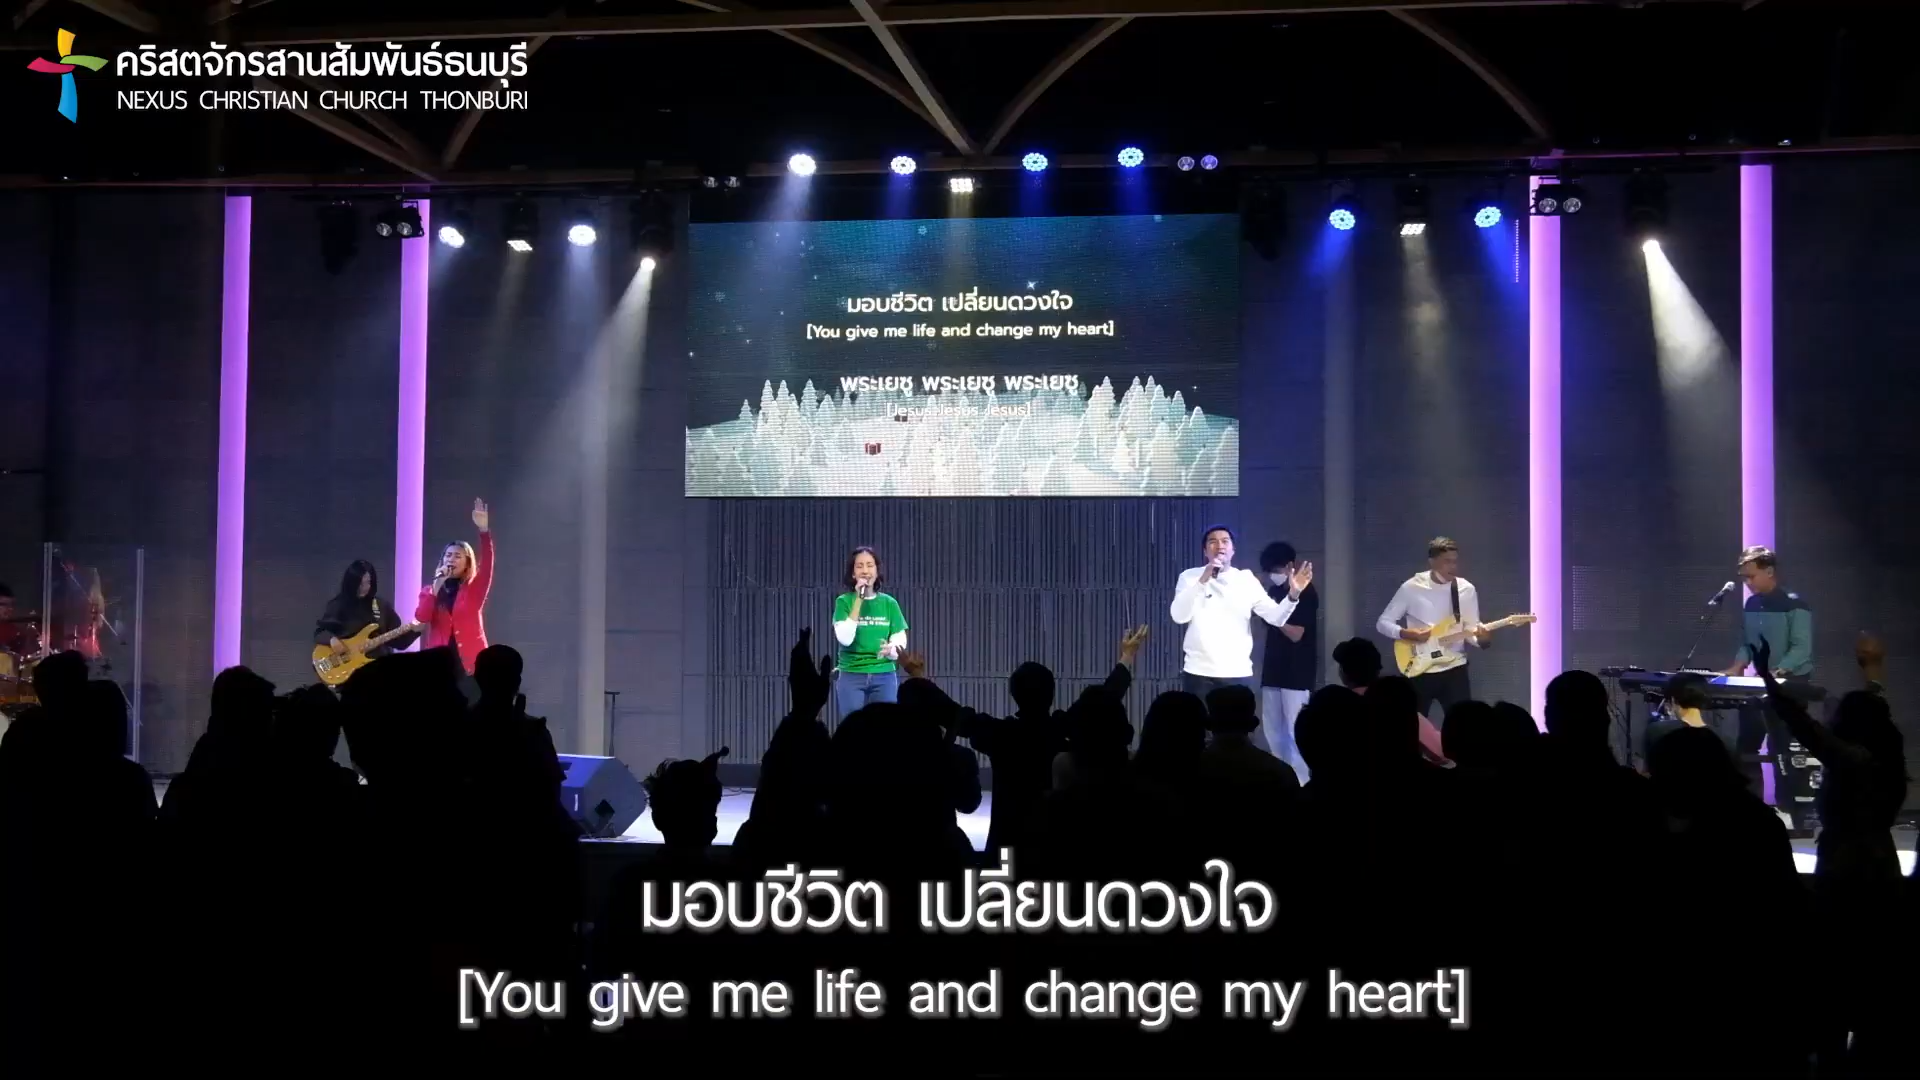 คริสตจักรสานสัมพันธ์ธนบุรี
NEXUS CHRISTIAN CHURCH THONBURI
มอบชีวิต เปลี่ยนดวงใจ
[You give me life and change my heart]
พระเยซู พระเยซู พระเยซู
[Jesus Jesus Jesus]
มอบชีวิต เปลี่ยนดวงใจ
[You give me life and change my heart]